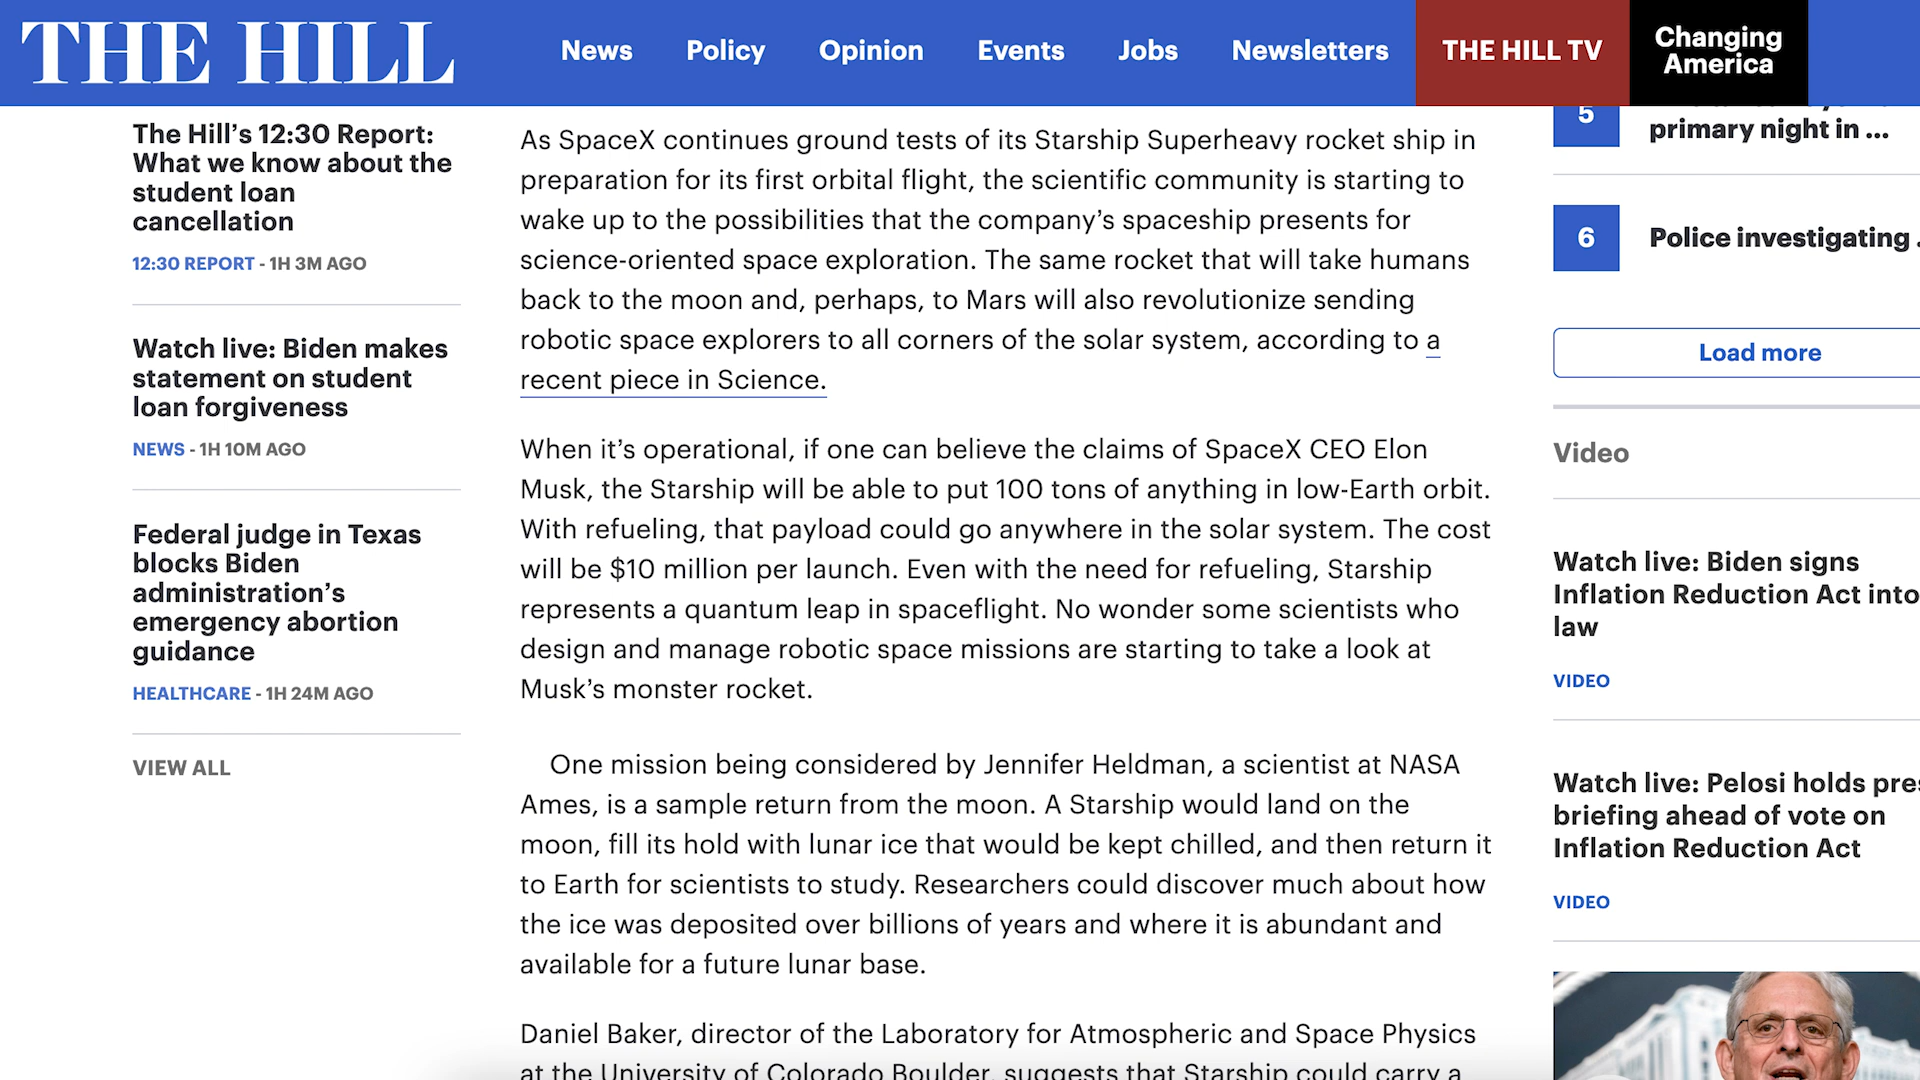 THE HILL
News
Policy
Opinion
Events
Jobs
Newsletters
THE HILL TV
Changing
America
The Hill’s 12:30 Report:
What we know about the
student loan
cancellation
12:30 REPORT - 1H 3M AGO
Watch live: Biden makes
statement on student
loan forgiveness
NEWS - 1H 10M AGO
Federal judge in Texas
blocks Biden
administration’s
emergency abortion
guidance
HEALTHCARE - 1H 24M AGO
VIEW ALL
As SpaceX continues ground tests of its Starship Superheavy rocket ship in
preparation for its first orbital flight, the scientific community is starting to
wake up to the possibilities that the company’s spaceship presents for
science-oriented space exploration. The same rocket that will take humans
back to the moon and, perhaps, to Mars will also revolutionize sending
robotic space explorers to all corners of the solar system, according to a
recent piece in Science.
When it’s operational, if one can believe the claims of SpaceX CEO Elon
Musk, the Starship will be able to put 100 tons of anything in low-Earth orbit.
With refueling, that payload could go anywhere in the solar system. The cost
will be $10 million per launch. Even with the need for refueling, Starship
represents a quantum leap in spaceflight. No wonder some scientists who
design and manage robotic space missions are starting to take a look at
Musk’s monster rocket.
One mission being considered by Jennifer Heldman, a scientist at NASA
Ames, is a sample return from the moon. A Starship would land on the
moon, fill its hold with lunar ice that would be kept chilled, and then return it
to Earth for scientists to study. Researchers could discover much about how
the ice was deposited over billions of years and where it is abundant and
available for a future lunar base.
Daniel Baker, director of the Laboratory for Atmospheric and Space Physics
at the University of Colorado Boulder, suggests that Starship could carry a
5
primary night in ...
6
Police investigating
Load more
Video
Watch live: Biden signs
Inflation Reduction Act into
law
VIDEO
Watch live: Pelosi holds
briefing ahead of vote on
Inflation Reduction Act
VIDEO